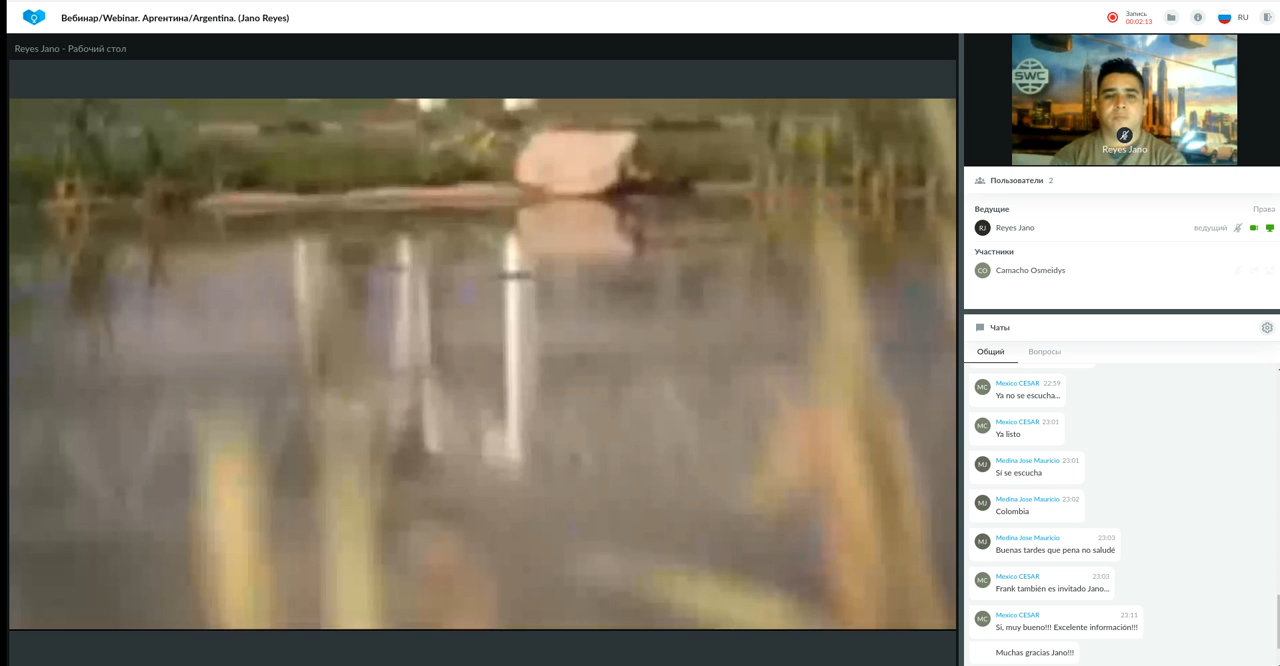 Вебинар/Webinar. Аргентина/Argentina. (Jano Reyes)
Запись
00:02:13
RU
Reyes Jano - Рабочий стол
SWC
Reyes Jano
Пользователи 2
Ведущие Права
RJ Reyes Jano ведущий
Участники
CO Camacho Osmeidys
Чаты
Общий Вопросы
MC Mexico CESAR 22:59
Ya no se escucha...
MC Mexico CESAR 23:01
Ya listo
MJ Medina Jose Mauricio 23:01
Si se escucha
MJ Medina Jose Mauricio 23:02
Colombia
MJ Medina Jose Mauricio 23:03
Buenas tardes que pena no saludé
MC Mexico CESAR 23:03
Frank también es invitado Jano...
MC Mexico CESAR 23:11
Si, muy bueno!!! Excelente información!!!
Muchas gracias Jano!!!